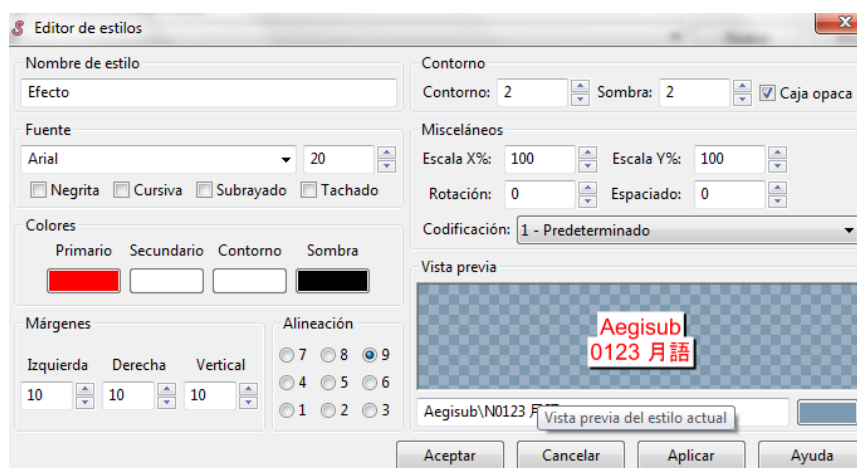 Editor de estilos
Nombre de estilo
Efecto
Fuente
Arial 20
Negrita Cursiva Subrayado Tachado
Colores
Primario Secundario Contorno Sombra
Márgenes
Izquierda Derecha Vertical
10 10 10
Alineación
7 8 9
4 5 6
1 2 3
Contorno
Contorno: 2 Sombra: 2 Caja opaca
Misceláneos
Escala X%: 100 Escala Y%: 100
Rotación: 0 Espaciado: 0
Codificación: 1 - Predeterminado
Vista previa
Aegisub
0123 月語
Aegisub\N0123
Vista previa del estilo actual
Aceptar Cancelar Aplicar Ayuda